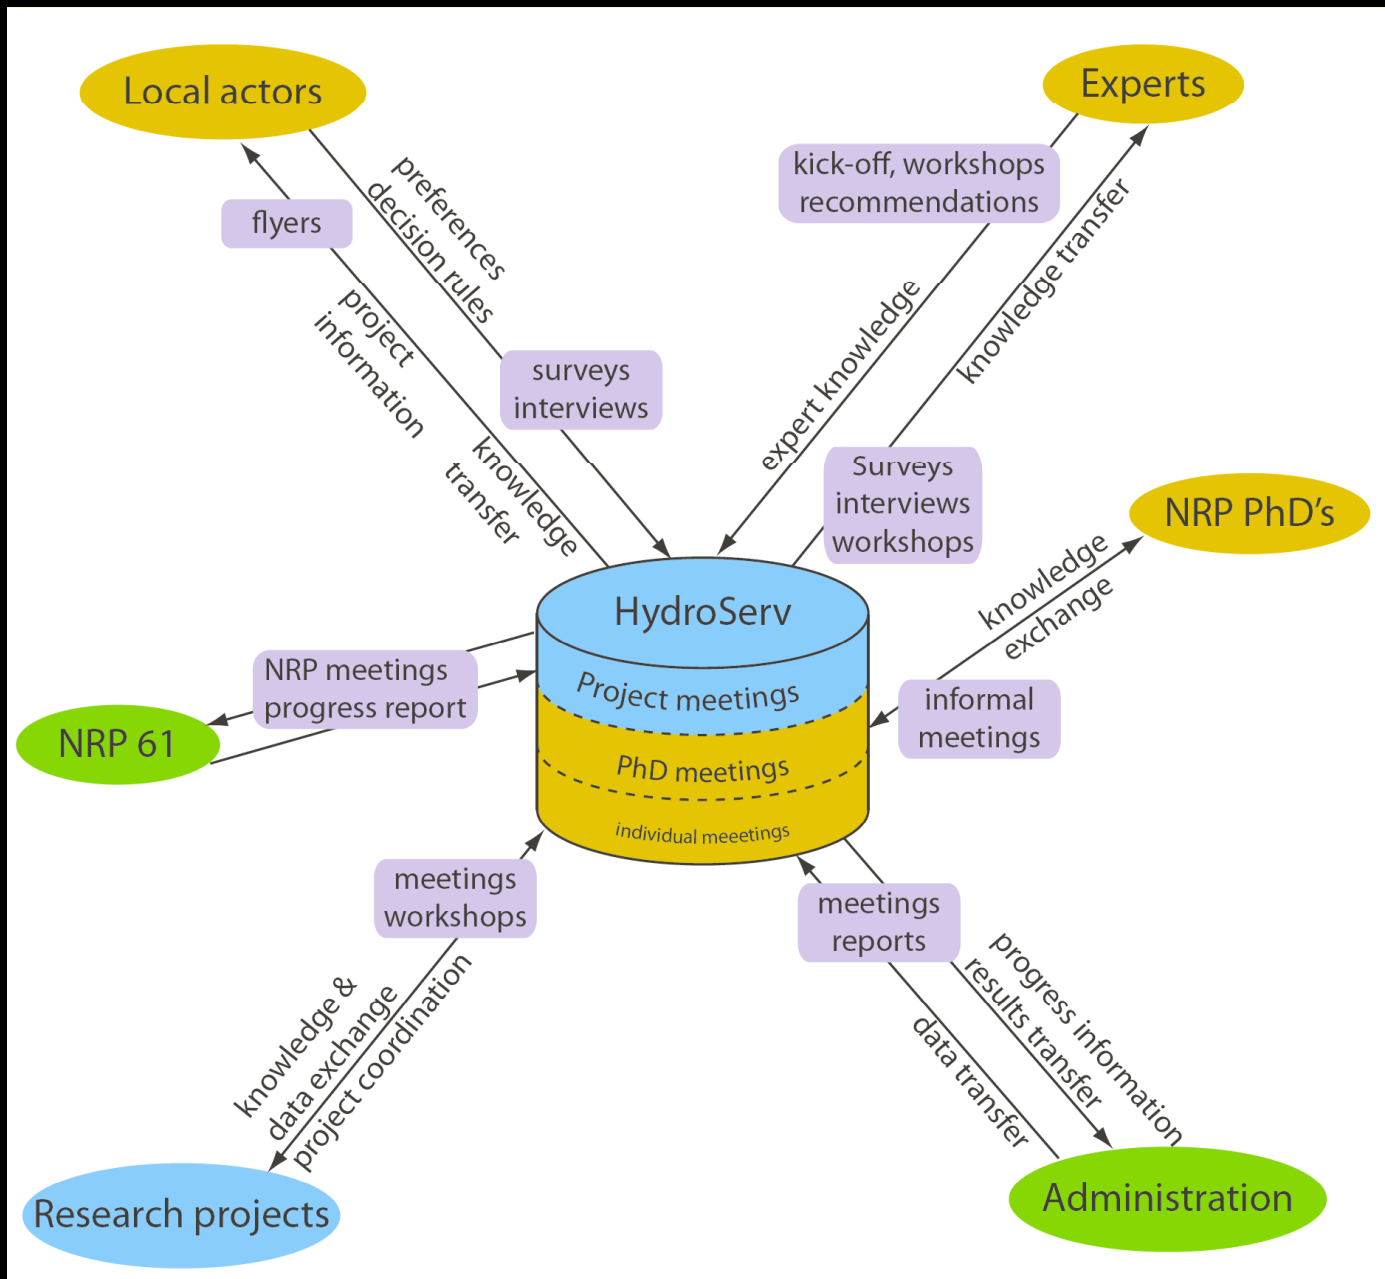 Local actors
Experts
kick-off, workshops
recommendations
flyers
preferences
decision rules
knowledge transfer
project
information
expert knowledge
surveys
interviews
knowledge
transfer
Surveys
interviews
workshops
NRP PhD's
knowledge
exchange
HydroServ
Project meetings
PhD meetings
individual meeetings
NRP meetings
progress report
NRP 61
informal
meetings
meetings
workshops
meetings
reports
knowledge &
data exchange
project coordination
progress information
results transfer
data transfer
Research projects
Administration